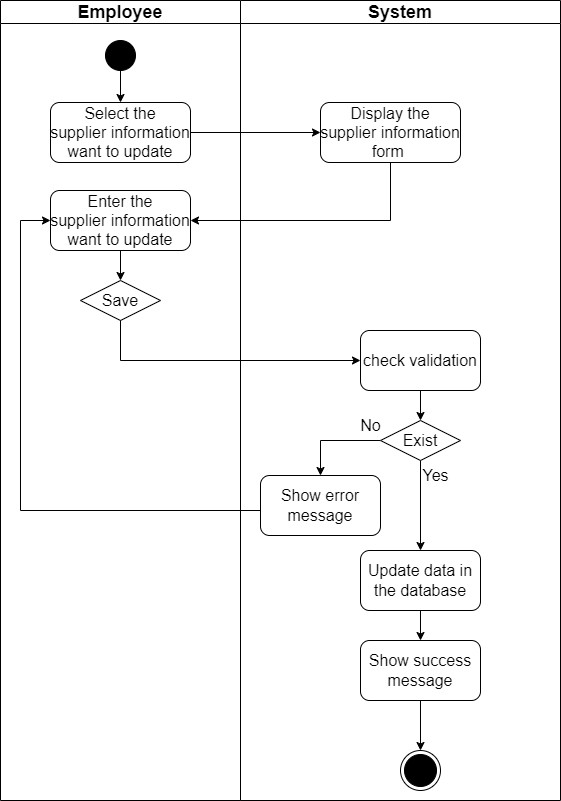 Employee
System
Select the
supplier information
want to update
Display the
supplier information
form
Enter the
supplier information
want to update
Save
check validation
No
Exist
Yes
Show error
message
Update data in
the database
Show success
message